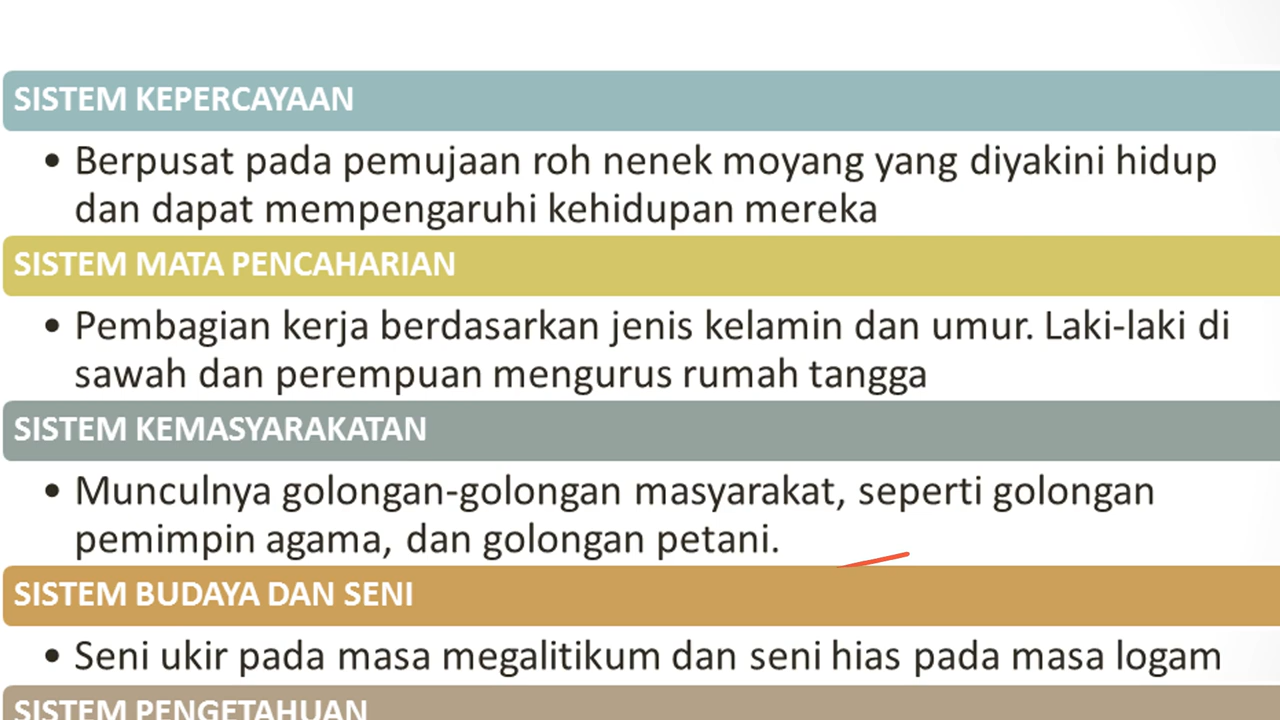 SISTEM KEPERCAYAAN
• Berpusat pada pemujaan roh nenek moyang yang diyakini hidup
dan dapat mempengaruhi kehidupan mereka
SISTEM MATA PENCAHARIAN
• Pembagian kerja berdasarkan jenis kelamin dan umur. Laki-laki di
sawah dan perempuan mengurus rumah tangga
SISTEM KEMASYARAKATAN
• Munculnya golongan-golongan masyarakat, seperti golongan
pemimpin agama, dan golongan petani.
SISTEM BUDAYA DAN SENI
• Seni ukir pada masa megalitikum dan seni hias pada masa logam
SISTEM PENGETAHUAN